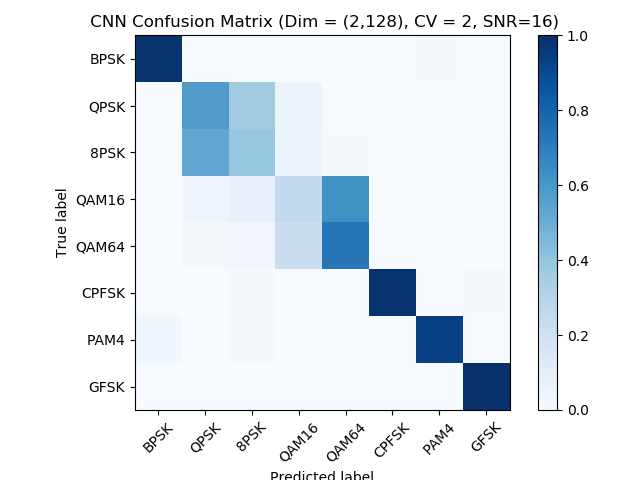 CNN Confusion Matrix (Dim = (2,128), CV = 2, SNR=16)
True label
BPSK
QPSK
8PSK
QAM16
QAM64
CPFSK
PAM4
GFSK
BPSK
QPSK
8PSK
QAM16
QAM64
CPFSK
PAM4
GFSK
Predicted label
1.0
0.8
0.6
0.4
0.2
0.0